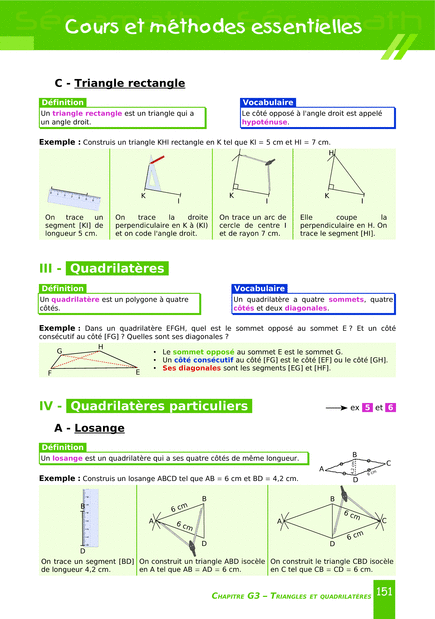 Cours et méthodes essentielles
C - Triangle rectangle
Définition
Un triangle rectangle est un triangle qui a
un angle droit.
Vocabulaire
Le côté opposé à l'angle droit est appelé
hypoténuse.
Exemple : Construis un triangle KHI rectangle en K tel que KI = 5 cm et HI = 7 cm.
K
I
K
I
H
K
I
On trace un
segment [KI] de
longueur 5 cm.
On trace la droite
perpendiculaire en K à (KI)
et on code l'angle droit.
On trace un arc de
cercle de centre I
et de rayon 7 cm.
Elle coupe la
perpendiculaire en H. On
trace le segment [HI].
III - Quadrilatères
Définition
Un quadrilatère est un polygone à quatre
côtés.
Vocabulaire
Un quadrilatère a quatre sommets, quatre
côtés et deux diagonales.
Exemple : Dans un quadrilatère EFGH, quel est le sommet opposé au sommet E ? Et un côté
consécutif au côté [FG] ? Quelles sont ses diagonales ?
G
H
F
E
• Le sommet opposé au sommet E est le sommet G.
• Un côté consécutif au côté [FG] est le côté [EF] ou le côté [GH].
• Ses diagonales sont les segments [EG] et [HF].
IV - Quadrilatères particuliers
ex 5 et 6
A - Losange
Définition
Un losange est un quadrilatère qui a ses quatre côtés de même longueur.
A
B
C
D
4,2 cm
6 cm
Exemple : Construis un losange ABCD tel que AB = 6 cm et BD = 4,2 cm.
B
D
A
B
D
6 cm
6 cm
A
B
C
D
6 cm
6 cm
On trace un segment [BD]
de longueur 4,2 cm.
On construit un triangle ABD isocèle
en A tel que AB = AD = 6 cm.
On construit le triangle CBD isocèle
en C tel que CB = CD = 6 cm.
CHAPITRE G3 – TRIANGLES ET QUADRILATÈRES
151